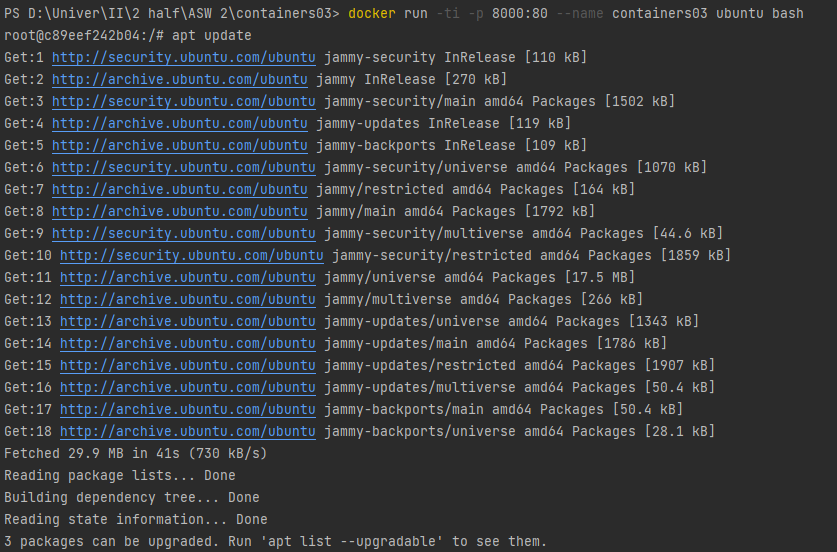 PS D:\Univer\II\2 half\ASW 2\containers03> docker run -ti -p 8000:80 --name containers03 ubuntu bash
root@c89eef242b04:/# apt update
Get:1 http://security.ubuntu.com/ubuntu jammy-security InRelease [110 kB]
Get:2 http://archive.ubuntu.com/ubuntu jammy InRelease [270 kB]
Get:3 http://security.ubuntu.com/ubuntu jammy-security/main amd64 Packages [1502 kB]
Get:4 http://archive.ubuntu.com/ubuntu jammy-updates InRelease [119 kB]
Get:5 http://archive.ubuntu.com/ubuntu jammy-backports InRelease [109 kB]
Get:6 http://security.ubuntu.com/ubuntu jammy-security/universe amd64 Packages [1070 kB]
Get:7 http://archive.ubuntu.com/ubuntu jammy/restricted amd64 Packages [164 kB]
Get:8 http://archive.ubuntu.com/ubuntu jammy/main amd64 Packages [1792 kB]
Get:9 http://security.ubuntu.com/ubuntu jammy-security/multiverse amd64 Packages [44.6 kB]
Get:10 http://security.ubuntu.com/ubuntu jammy-security/restricted amd64 Packages [1859 kB]
Get:11 http://archive.ubuntu.com/ubuntu jammy/universe amd64 Packages [17.5 MB]
Get:12 http://archive.ubuntu.com/ubuntu jammy/multiverse amd64 Packages [266 kB]
Get:13 http://archive.ubuntu.com/ubuntu jammy-updates/universe amd64 Packages [1343 kB]
Get:14 http://archive.ubuntu.com/ubuntu jammy-updates/main amd64 Packages [1786 kB]
Get:15 http://archive.ubuntu.com/ubuntu jammy-updates/restricted amd64 Packages [1907 kB]
Get:16 http://archive.ubuntu.com/ubuntu jammy-updates/multiverse amd64 Packages [50.4 kB]
Get:17 http://archive.ubuntu.com/ubuntu jammy-backports/main amd64 Packages [50.4 kB]
Get:18 http://archive.ubuntu.com/ubuntu jammy-backports/universe amd64 Packages [28.1 kB]
Fetched 29.9 MB in 41s (730 kB/s)
Reading package lists... Done
Building dependency tree... Done
Reading state information... Done
3 packages can be upgraded. Run 'apt list --upgradable' to see them.